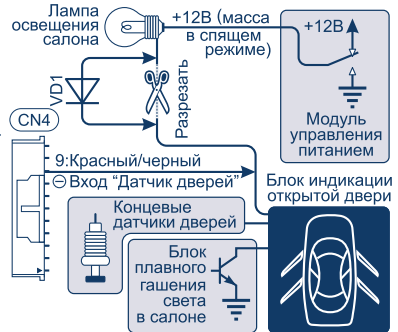 Лампа
освещения
салона
+12В (масса
в спящем
режиме)
+12В
Модуль
управления
питанием
VD1
Разрезать
CN4
9:Красный/черный
⊖ Вход “Датчик дверей”
Блок индикации
открытой двери
Концевые
датчики дверей
Блок
плавного
гашения
света
в салоне